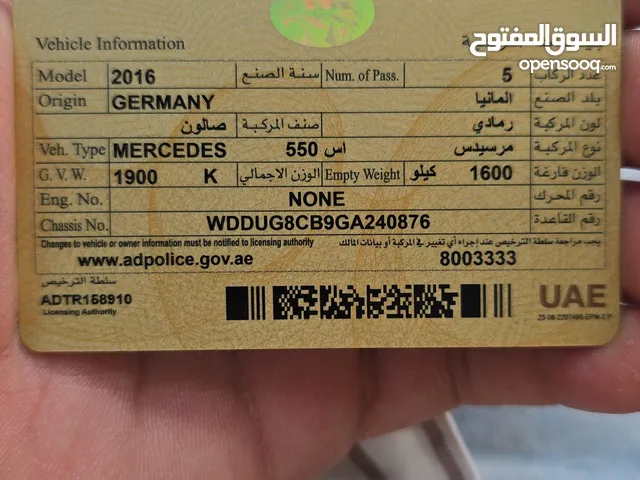 السوق المفتوح
opensooq.com
Vehicle Information
Model 2016 سنة الصنع Num. of Pass. 5 عدد الركاب
Origin GERMANY المانيا بلد الصنع
صالون صنف المركبة رمادي لون المركبة
Veh. Type MERCEDES 550 اس مرسيدس نوع المركبة
G. V. W. 1900 K الوزن الاجمالي Empty Weight كيلو 1600 الوزن فارغة
Eng. No. NONE رقم المحرك
Chassis No. WDDUG8CB9GA240876 رقم القاعدة
Changes to vehicle or owner information must be notified to licensing authority يجب مراجعة سلطة الترخيص عند إجراء أي تغيير في المركبة أو بيانات المالك
www.adpolice.gov.ae 8003333
سلطة الترخيص
ADTR158910
Licensing Authority
UAE